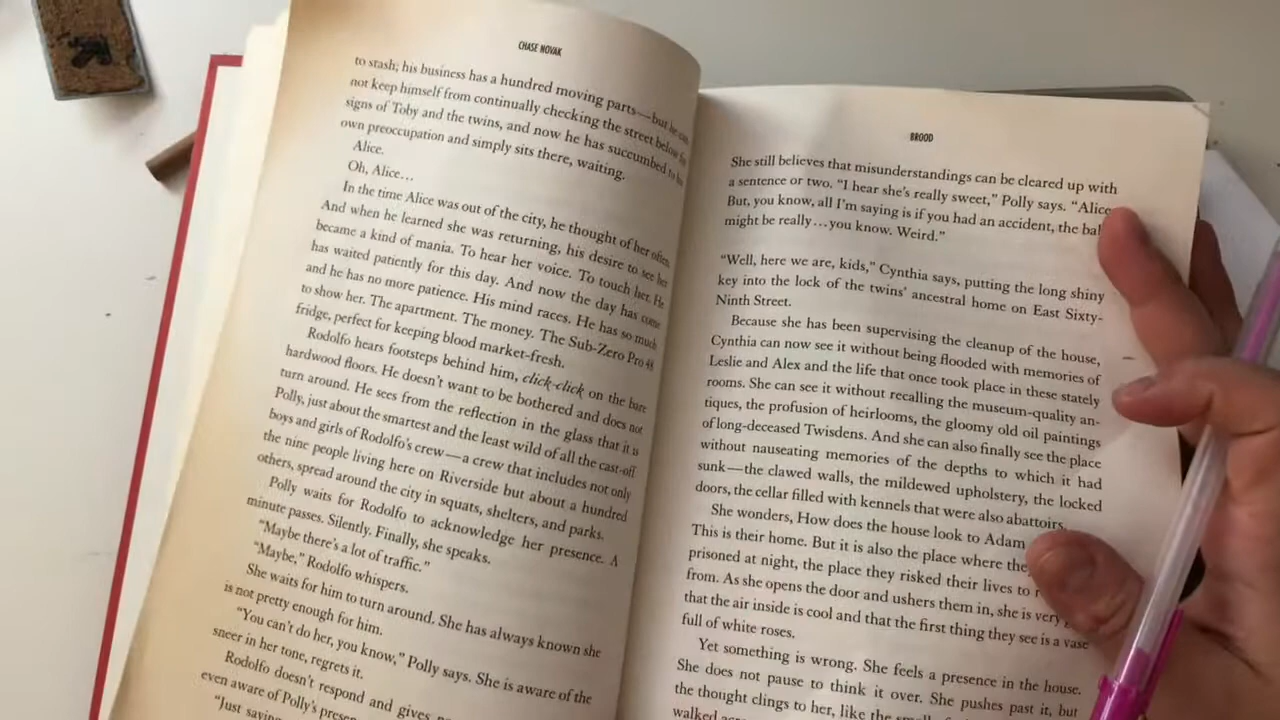 CHASE NOVAK
to stash; his business has a hundred moving parts—but he can
not keep himself from continually checking the street below for
signs of Toby and the twins, and now he has succumbed to his
own preoccupation and simply sits there, waiting.
Alice.
Oh, Alice…
In the time Alice was out of the city, he thought of her often.
And when he learned she was returning, his desire to see her
became a kind of mania. To hear her voice. To touch her. He
has waited patiently for this day. And now the day has come
and he has no more patience. His mind races. He has so much
to show her. The apartment. The money. The Sub-Zero Pro 48
fridge, perfect for keeping blood market-fresh.
Rodolfo hears footsteps behind him, click-click on the bare
hardwood floors. He doesn't want to be bothered and does not
turn around. He sees from the reflection in the glass that it is
Polly, just about the smartest and the least wild of all the cast-off
boys and girls of Rodolfo's crew—a crew that includes not only
the nine people living here on Riverside but about a hundred
others, spread around the city in squats, shelters, and parks.
Polly waits for Rodolfo to acknowledge her presence. A
minute passes. Silently. Finally, she speaks.
"Maybe there's a lot of traffic."
"Maybe," Rodolfo whispers.
She waits for him to turn around. She has always known she
is not pretty enough for him.
"You can't do her, you know," Polly says. She is aware of the
sneer in her tone, regrets it.
Rodolfo doesn't respond and gives
even aware of Polly's
"Just
BROOD
She still believes that misunderstandings can be cleared up with
a sentence or two. "I hear she's really sweet," Polly says. "Alice.
But, you know, all I'm saying is if you had an accident, the
might be really…you know. Weird."
"Well, here we are, kids," Cynthia says, putting the long shiny
key into the lock of the twins' ancestral home on East Sixty-
Ninth Street.
Because she has been supervising the cleanup of the house,
Cynthia can now see it without being flooded with memories of
Leslie and Alex and the life that once took place in these stately
rooms. She can see it without recalling the museum-quality an-
tiques, the profusion of heirlooms, the gloomy old oil paintings
of long-deceased Twisdens. And she can also finally see the place
without nauseating memories of the depths to which it had
sunk—the clawed walls, the mildewed upholstery, the locked
doors, the cellar filled with kennels that were also abattoirs.
She wonders, How does the house look to Adam
This is their home. But it is also the place where
prisoned at night, the place they risked their lives to
from. As she opens the door and ushers them in, she is very
that the air inside is cool and that the first thing they see is a vase
full of white roses.
Yet something is wrong. She feels a presence in the house.
She does not pause to think it over. She pushes past it, but
the thought clings to her, like the
walked